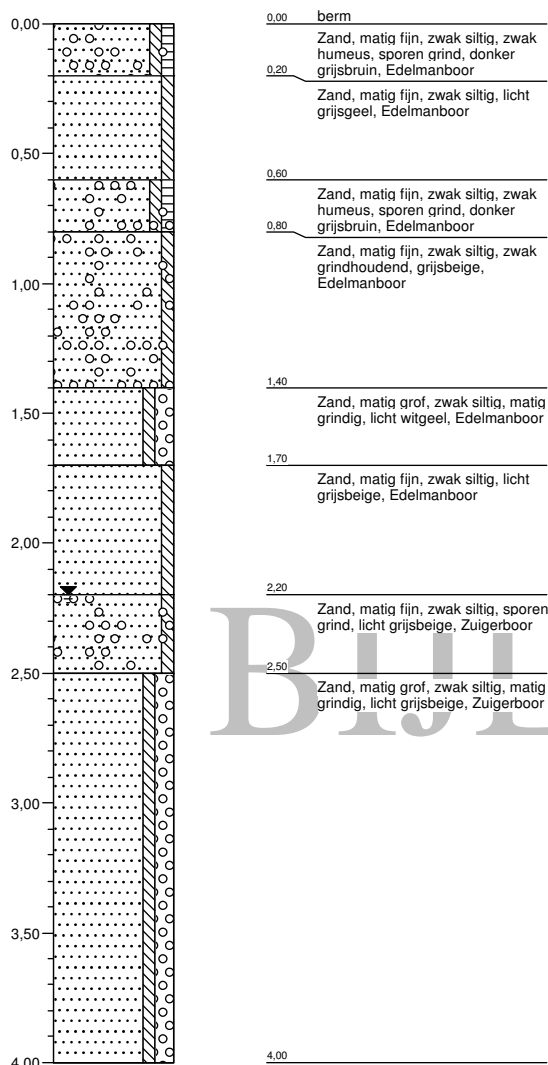 0,00
0,50
1,00
1,50
2,00
2,50
3,00
3,50
4,00
0,00 berm
Zand, matig fijn, zwak siltig, zwak
humeus, sporen grind, donker
grijsbruin, Edelmanboor
0,20
Zand, matig fijn, zwak siltig, licht
grijsgeel, Edelmanboor
0,60
Zand, matig fijn, zwak siltig, zwak
humeus, sporen grind, donker
grijsbruin, Edelmanboor
0,80
Zand, matig fijn, zwak siltig, zwak
grindhoudend, grijsbeige,
Edelmanboor
1,40
Zand, matig grof, zwak siltig, matig
grindig, licht witgeel, Edelmanboor
1,70
Zand, matig fijn, zwak siltig, licht
grijsbeige, Edelmanboor
2,20
Zand, matig fijn, zwak siltig, sporen
grind, licht grijsbeige, Zuigerboor
2,50
Zand, matig grof, zwak siltig, matig
grindig, licht grijsbeige, Zuigerboor
BIJL
4,00